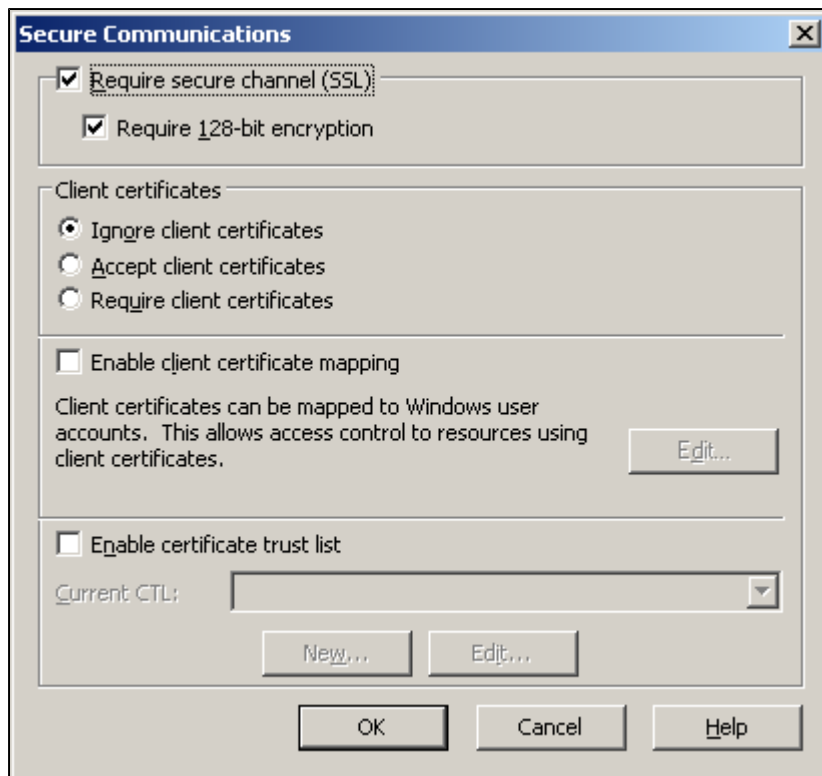 Secure Communications
Require secure channel (SSL)
Require 128-bit encryption
Client certificates
Ignore client certificates
Accept client certificates
Require client certificates
Enable client certificate mapping
Client certificates can be mapped to Windows user
accounts.  This allows access control to resources using
client certificates.
Edit...
Enable certificate trust list
Current CTL:
New... Edit...
OK Cancel Help